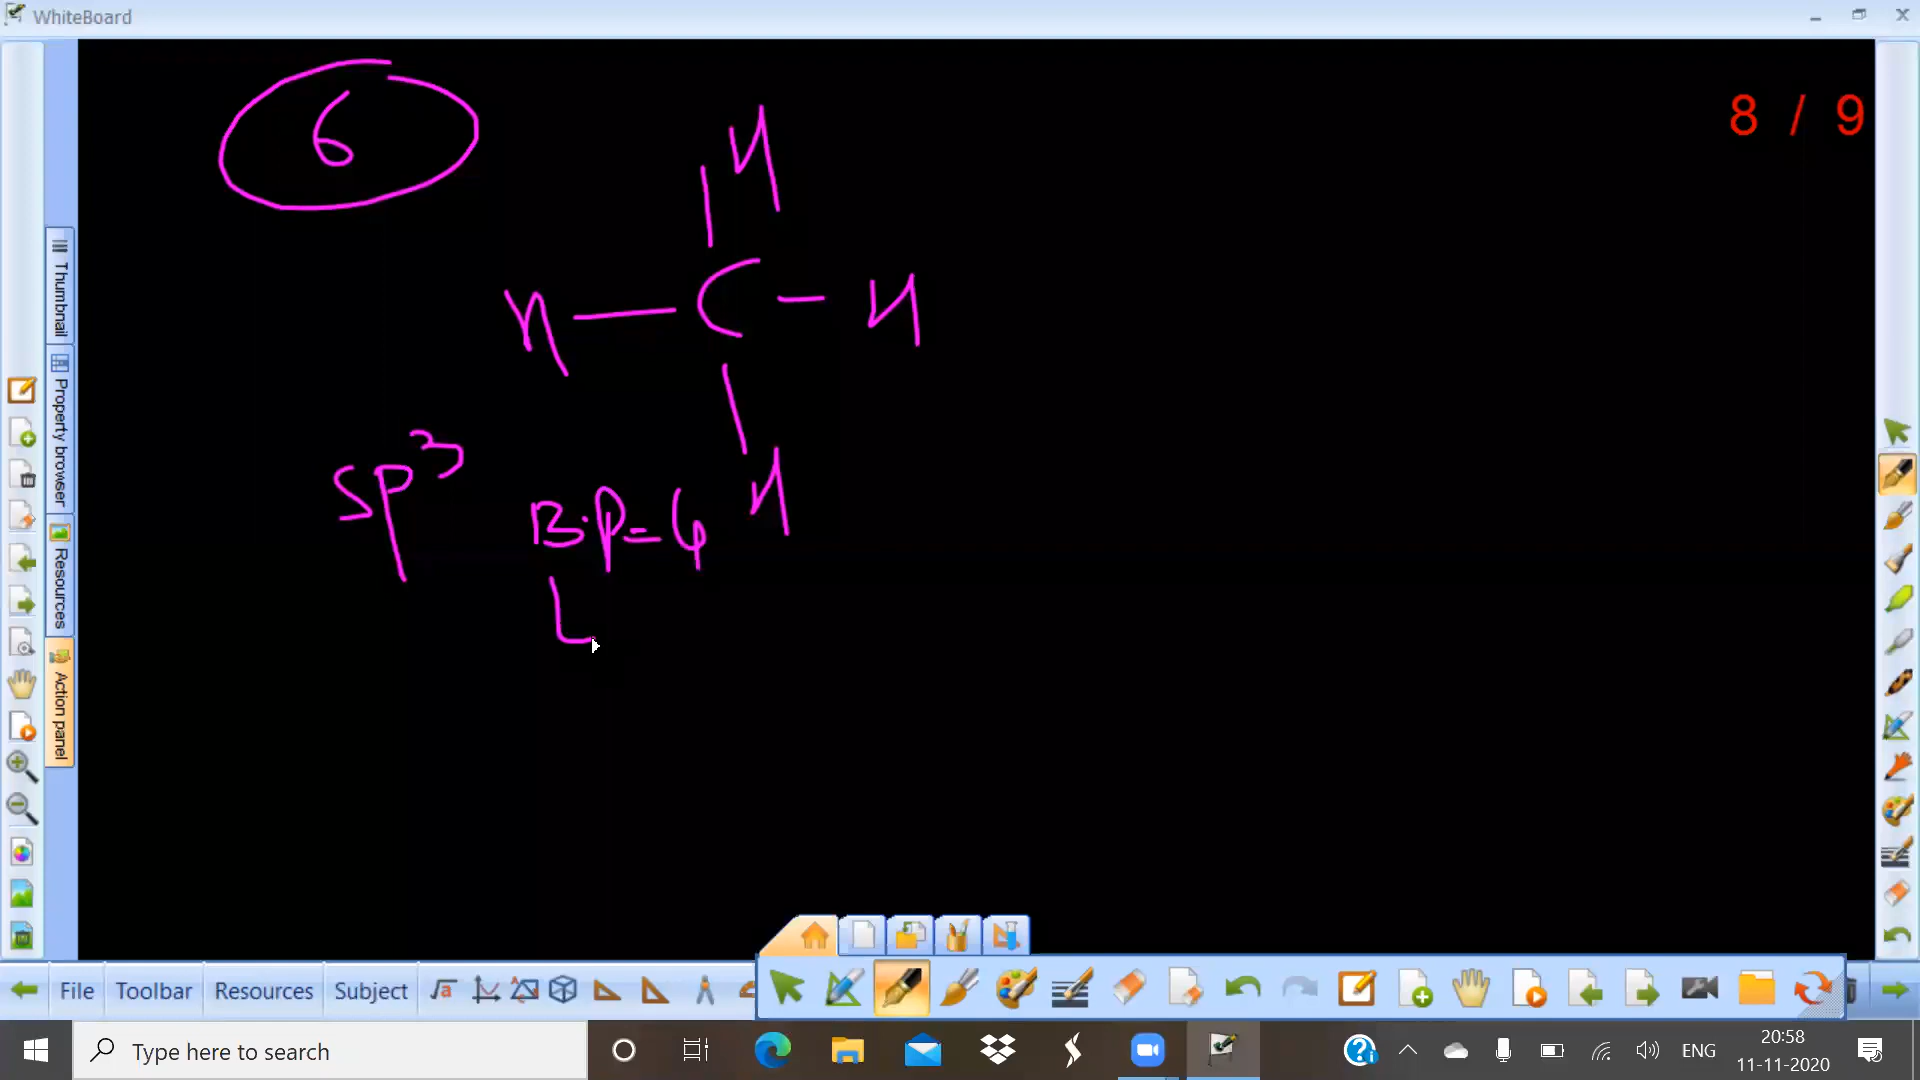 WhiteBoard
6
8 / 9
H
H — C – H
H
sp³
B.P = 4
L
Thumbnail
Property browser
Resources
Action panel
File
Toolbar
Resources
Subject
Type here to search
ENG
20:58
11-11-2020